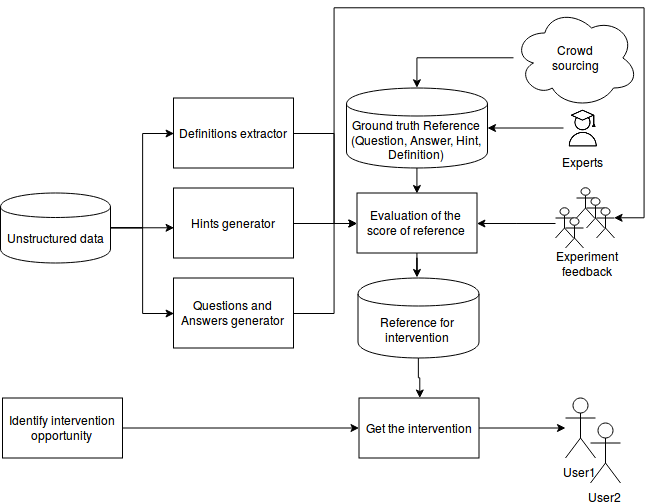 Crowd
sourcing
Definitions extractor
Ground truth Reference
(Question, Answer, Hint,
Definition)
Experts
Unstructured data
Hints generator
Evaluation of the
score of reference
Experiment
feedback
Questions and
Answers generator
Reference for
intervention
Identify intervention
opportunity
Get the intervention
User1
User2